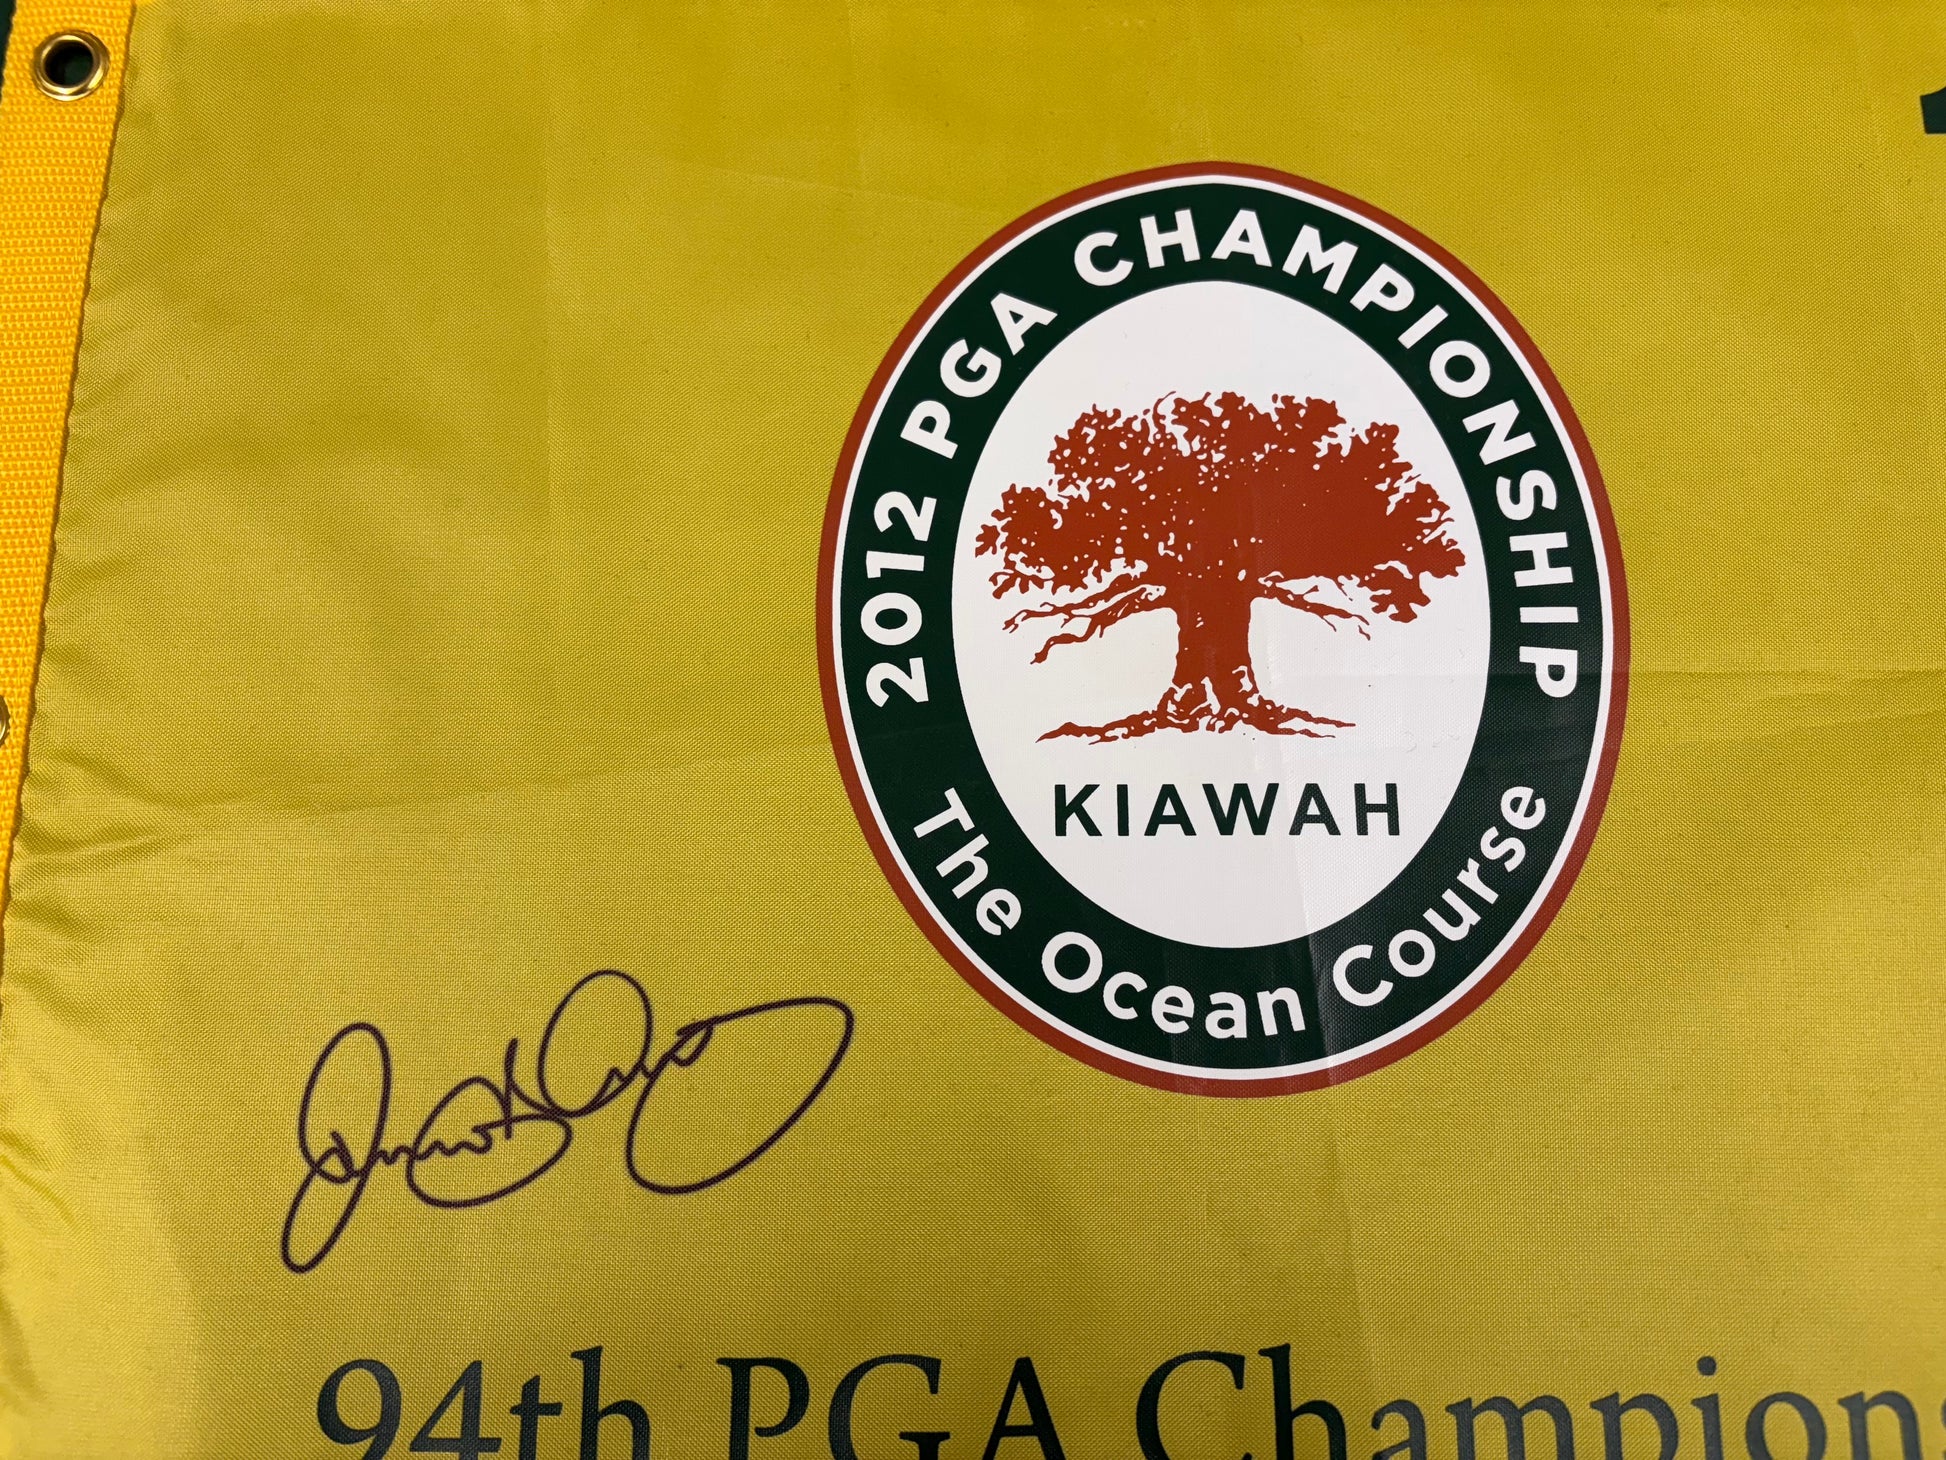 2012 PGA CHAMPIONSHIP
KIAWAH
The Ocean Course
94th PGA Champions